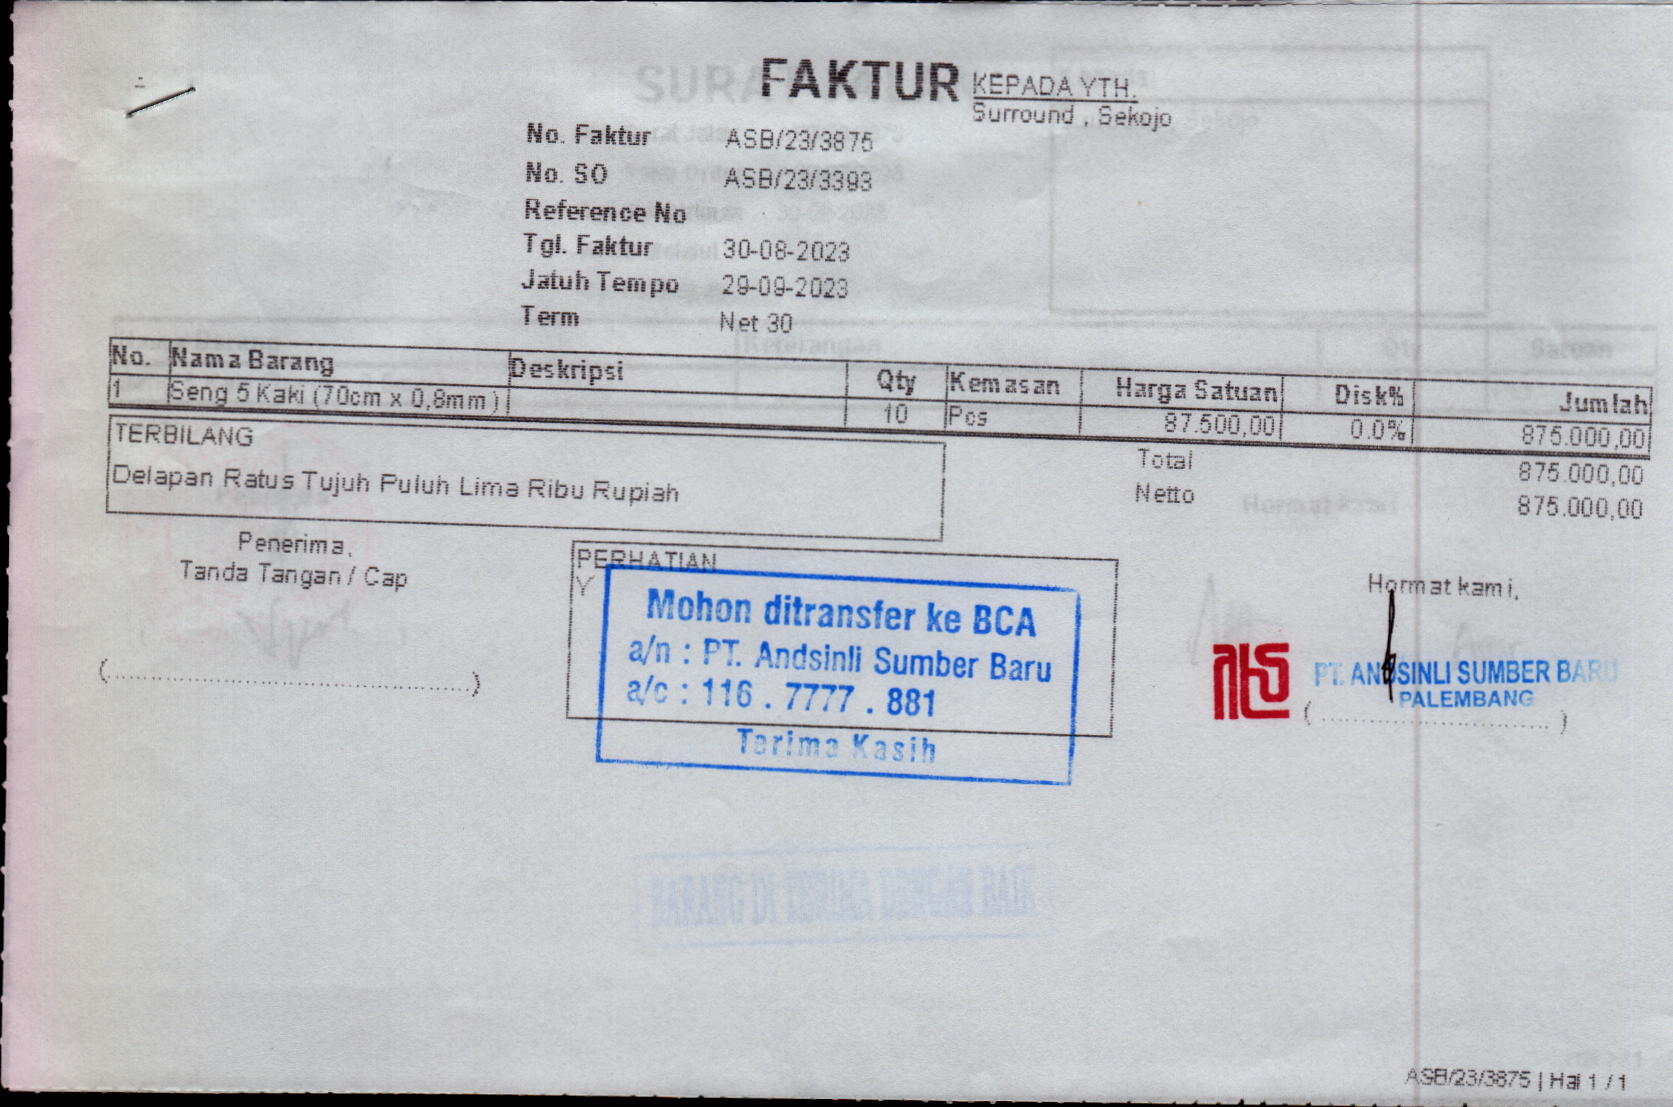 FAKTUR
KEPADA YTH.
Surround , Sekojo
No. Faktur ASB/23/3875
No. SO ASB/23/3393
Reference No
Tgl. Faktur 30-08-2023
Jatuh Tempo 29-09-2023
Term Net 30
No. Nama Barang Deskripsi Qty Kemasan Harga Satuan Disk% Jumlah
1 Seng 5 Kaki (70cm x 0,8mm) 10 Pcs 87.500,00 0.0% 875.000,00
TERBILANG
Delapan Ratus Tujuh Puluh Lima Ribu Rupiah
Total 875.000,00
Netto 875.000,00
Penerima,
Tanda Tangan / Cap
PERHATIAN
Y
Mohon ditransfer ke BCA
a/n : PT. Andsinli Sumber Baru
a/c : 116 . 7777 . 881
Terima Kasih
Hormat kami,
PT. ANDSINLI SUMBER BARU
PALEMBANG
BARANG DI TERIMA DENGAN BAIK
ASB/23/3875 | Hal 1 / 1